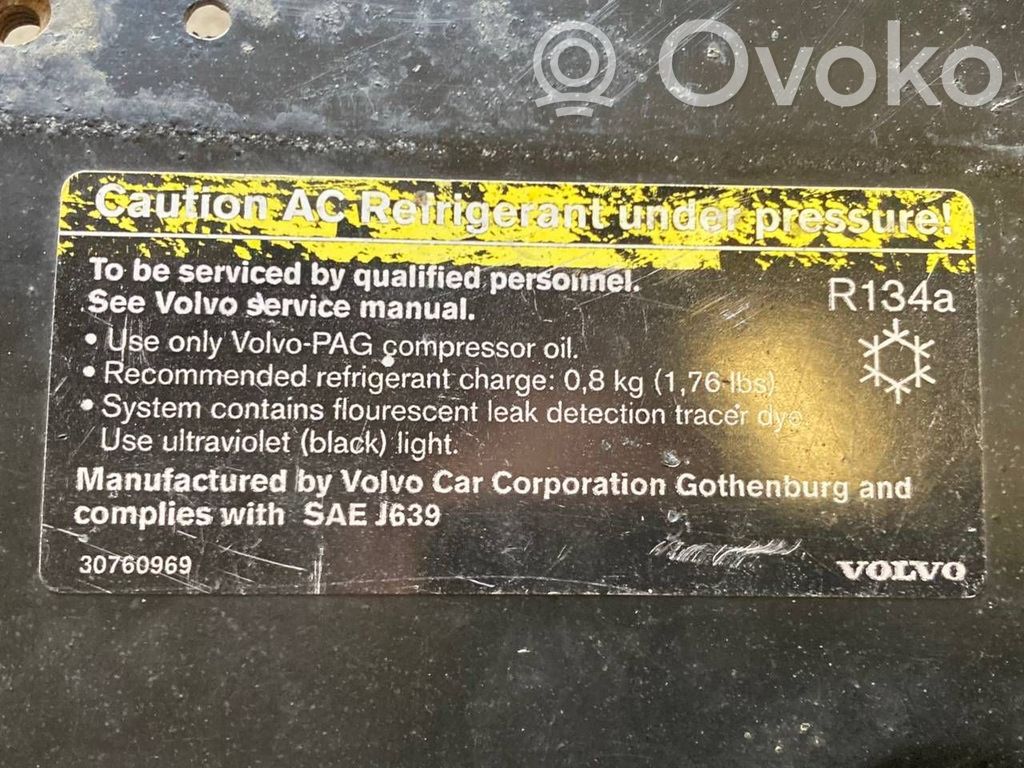 Ovoko
Caution AC Refrigerant under pressure!
To be serviced by qualified personnel.
See Volvo service manual.
R134a
• Use only Volvo-PAG compressor oil.
• Recommended refrigerant charge: 0,8 kg (1,76 lbs)
• System contains flourescent leak detection tracer dye
Use ultraviolet (black) light.
Manufactured by Volvo Car Corporation Gothenburg and
complies with SAE J639
30760969
VOLVO